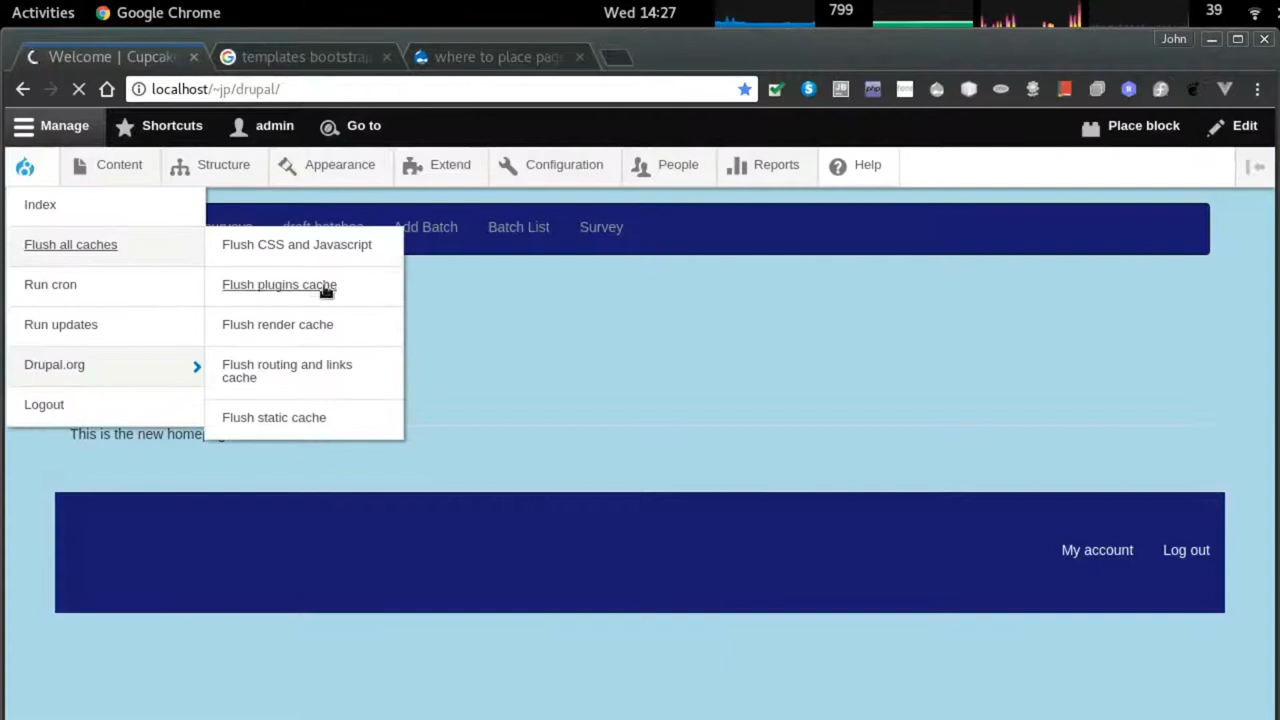 Activities Google Chrome Wed 14:27 799 39
John
Welcome | Cupcak templates bootstrap where to place pag
localhost/~jp/drupal/
Manage Shortcuts admin Go to Place block Edit
Content Structure Appearance Extend Configuration People Reports Help
Index
draft batches Add Batch Batch List Survey
Flush all caches Flush CSS and Javascript
Run cron Flush plugins cache
Run updates Flush render cache
Drupal.org Flush routing and links
cache
Logout Flush static cache
This is the new homepag
My account Log out